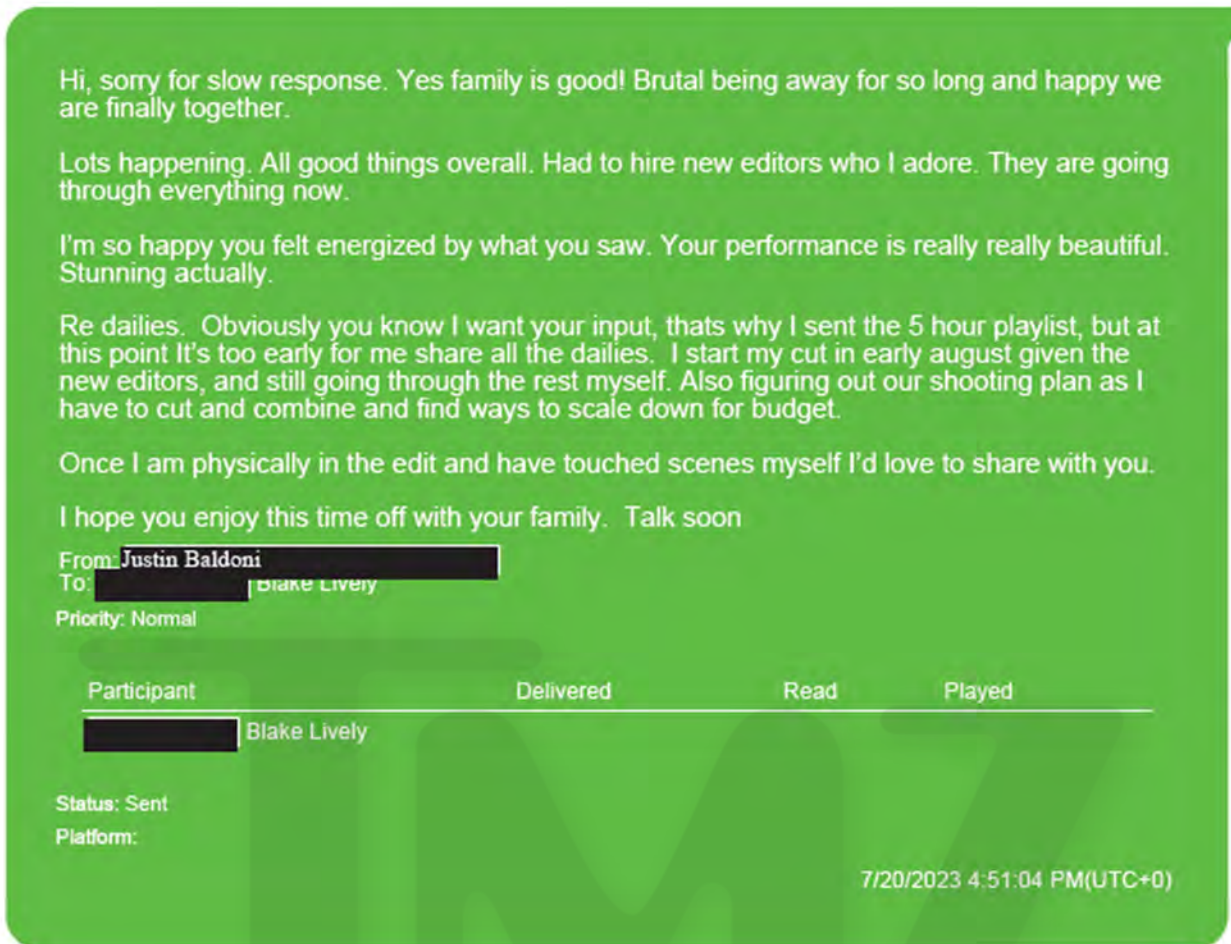 Hi, sorry for slow response. Yes family is good! Brutal being away for so long and happy we
are finally together.
Lots happening. All good things overall. Had to hire new editors who I adore. They are going
through everything now.
I'm so happy you felt energized by what you saw. Your performance is really really beautiful.
Stunning actually.
Re dailies.  Obviously you know I want your input, thats why I sent the 5 hour playlist, but at
this point It's too early for me share all the dailies.  I start my cut in early august given the
new editors, and still going through the rest myself. Also figuring out our shooting plan as I
have to cut and combine and find ways to scale down for budget.
Once I am physically in the edit and have touched scenes myself I'd love to share with you.
I hope you enjoy this time off with your family.  Talk soon
From: Justin Baldoni
To: Blake Lively
Priority: Normal
Participant Delivered Read Played
Blake Lively
Status: Sent
Platform:
7/20/2023 4:51:04 PM(UTC+0)
TMZ